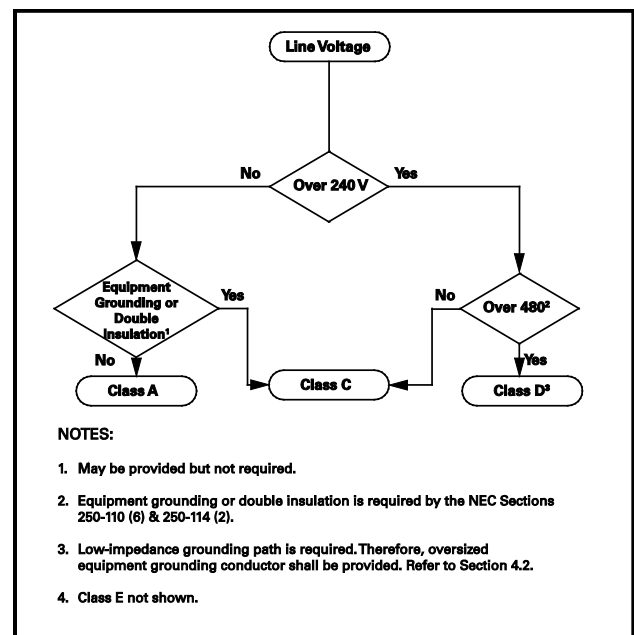 Line Voltage
No
Over 240 V
Yes
Equipment
Grounding or
Double
Insulation¹
Yes
No
Over 480²
No
Yes
Class A
Class C
Class D³
NOTES:
1. May be provided but not required.
2. Equipment grounding or double insulation is required by the NEC Sections
250-110 (6) & 250-114 (2).
3. Low-impedance grounding path is required. Therefore, oversized
equipment grounding conductor shall be provided. Refer to Section 4.2.
4. Class E not shown.